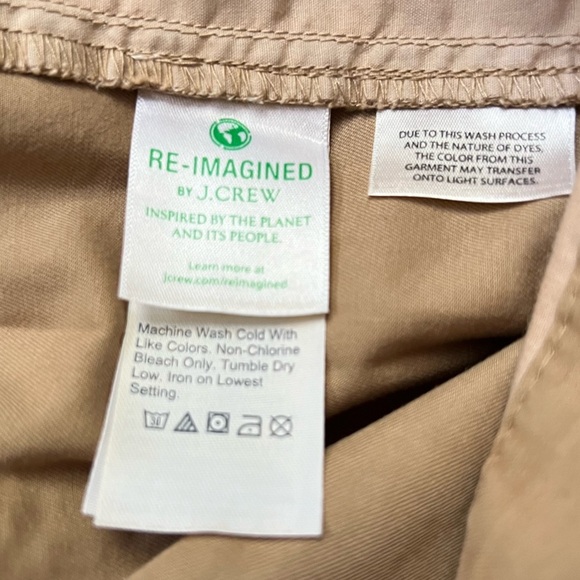 RE-IMAGINED
BY J.CREW
INSPIRED BY THE PLANET
AND ITS PEOPLE.
Learn more at
jcrew.com/reimagined
Machine Wash Cold With
Like Colors. Non-Chlorine
Bleach Only. Tumble Dry
Low. Iron on Lowest
Setting.
30
DUE TO THIS WASH PROCESS
AND THE NATURE OF DYES,
THE COLOR FROM THIS
GARMENT MAY TRANSFER
ONTO LIGHT SURFACES.